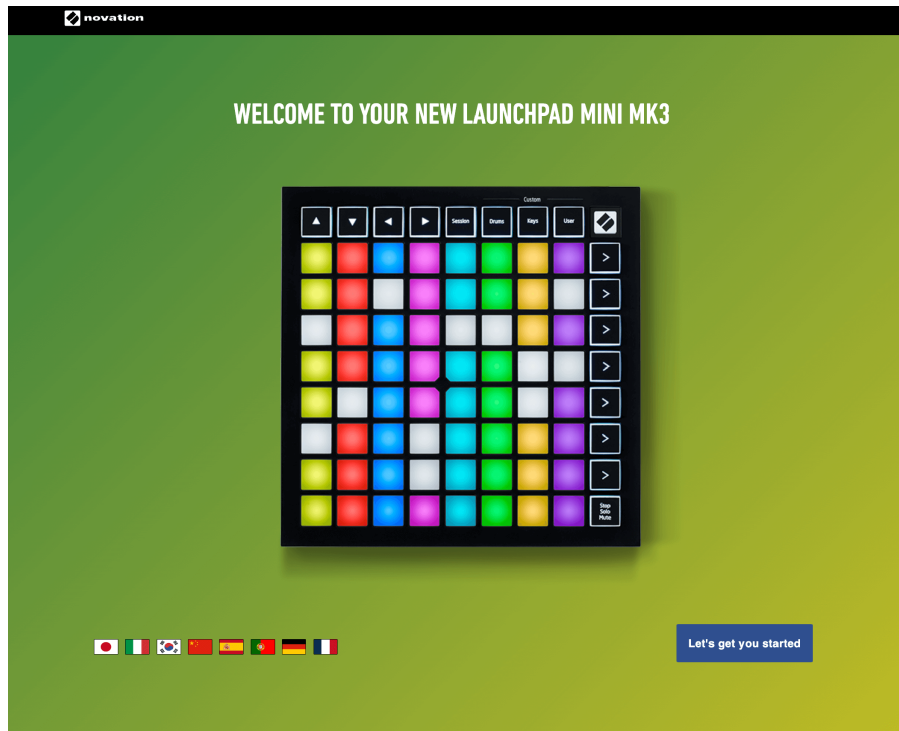 novation
WELCOME TO YOUR NEW LAUNCHPAD MINI MK3
Custom
Session Drums Keys User
>
>
>
>
>
>
>
Stop
Solo
Mute
Let's get you started